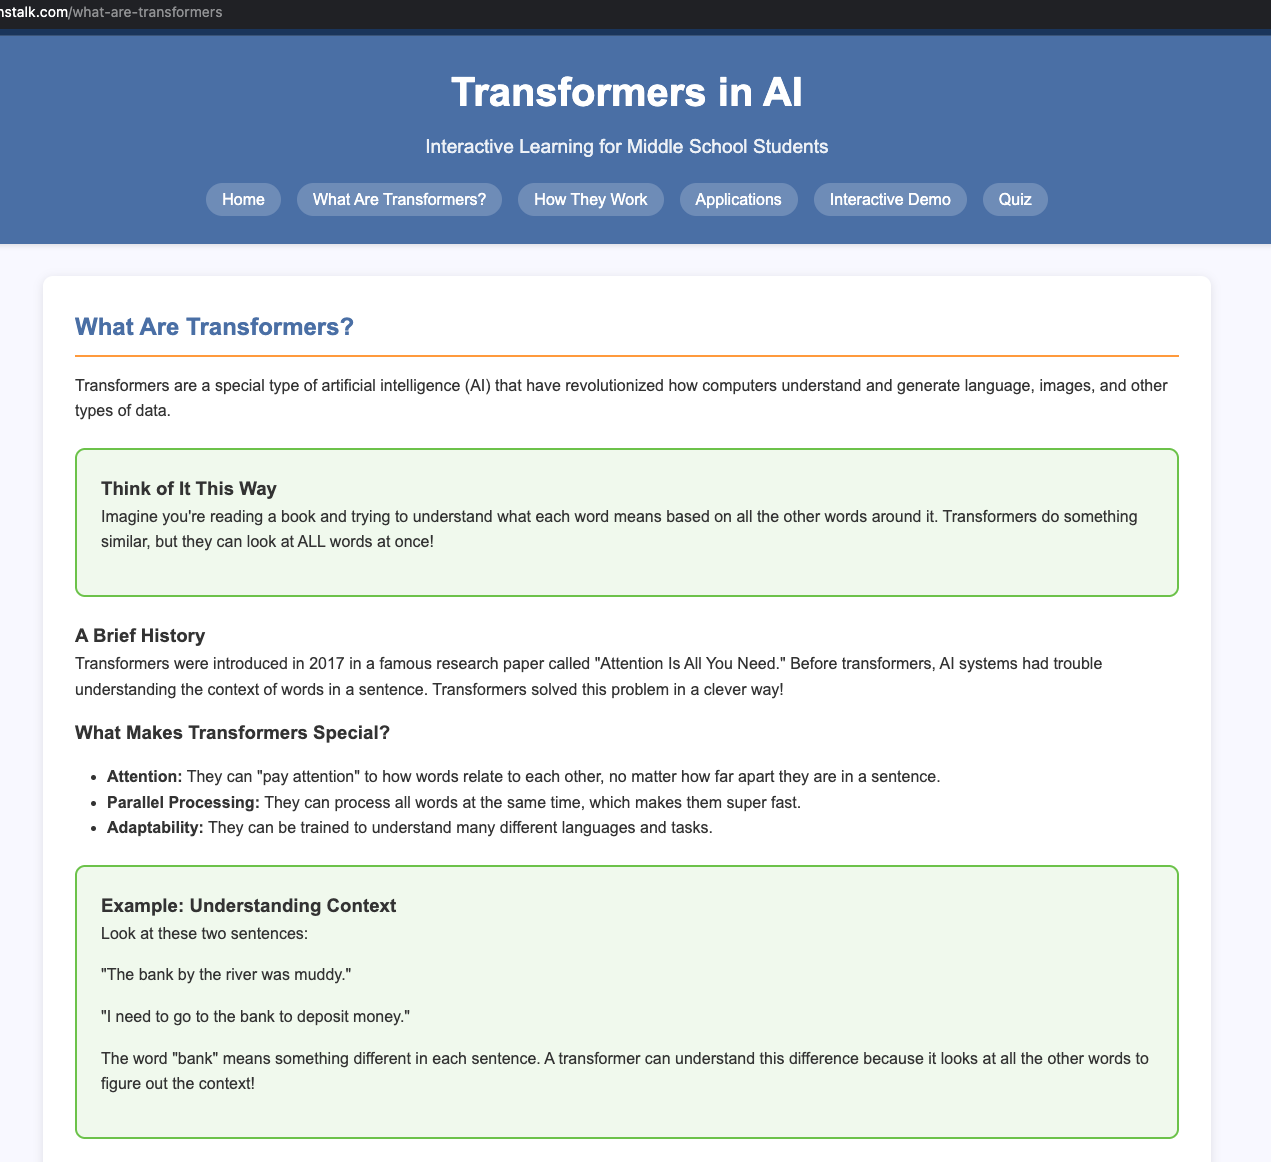 nstalk.com/what-are-transformers
Transformers in AI
Interactive Learning for Middle School Students
Home
What Are Transformers?
How They Work
Applications
Interactive Demo
Quiz
What Are Transformers?
Transformers are a special type of artificial intelligence (AI) that have revolutionized how computers understand and generate language, images, and other
types of data.
Think of It This Way
Imagine you're reading a book and trying to understand what each word means based on all the other words around it. Transformers do something
similar, but they can look at ALL words at once!
A Brief History
Transformers were introduced in 2017 in a famous research paper called "Attention Is All You Need." Before transformers, AI systems had trouble
understanding the context of words in a sentence. Transformers solved this problem in a clever way!
What Makes Transformers Special?
• Attention: They can "pay attention" to how words relate to each other, no matter how far apart they are in a sentence.
• Parallel Processing: They can process all words at the same time, which makes them super fast.
• Adaptability: They can be trained to understand many different languages and tasks.
Example: Understanding Context
Look at these two sentences:
"The bank by the river was muddy."
"I need to go to the bank to deposit money."
The word "bank" means something different in each sentence. A transformer can understand this difference because it looks at all the other words to
figure out the context!